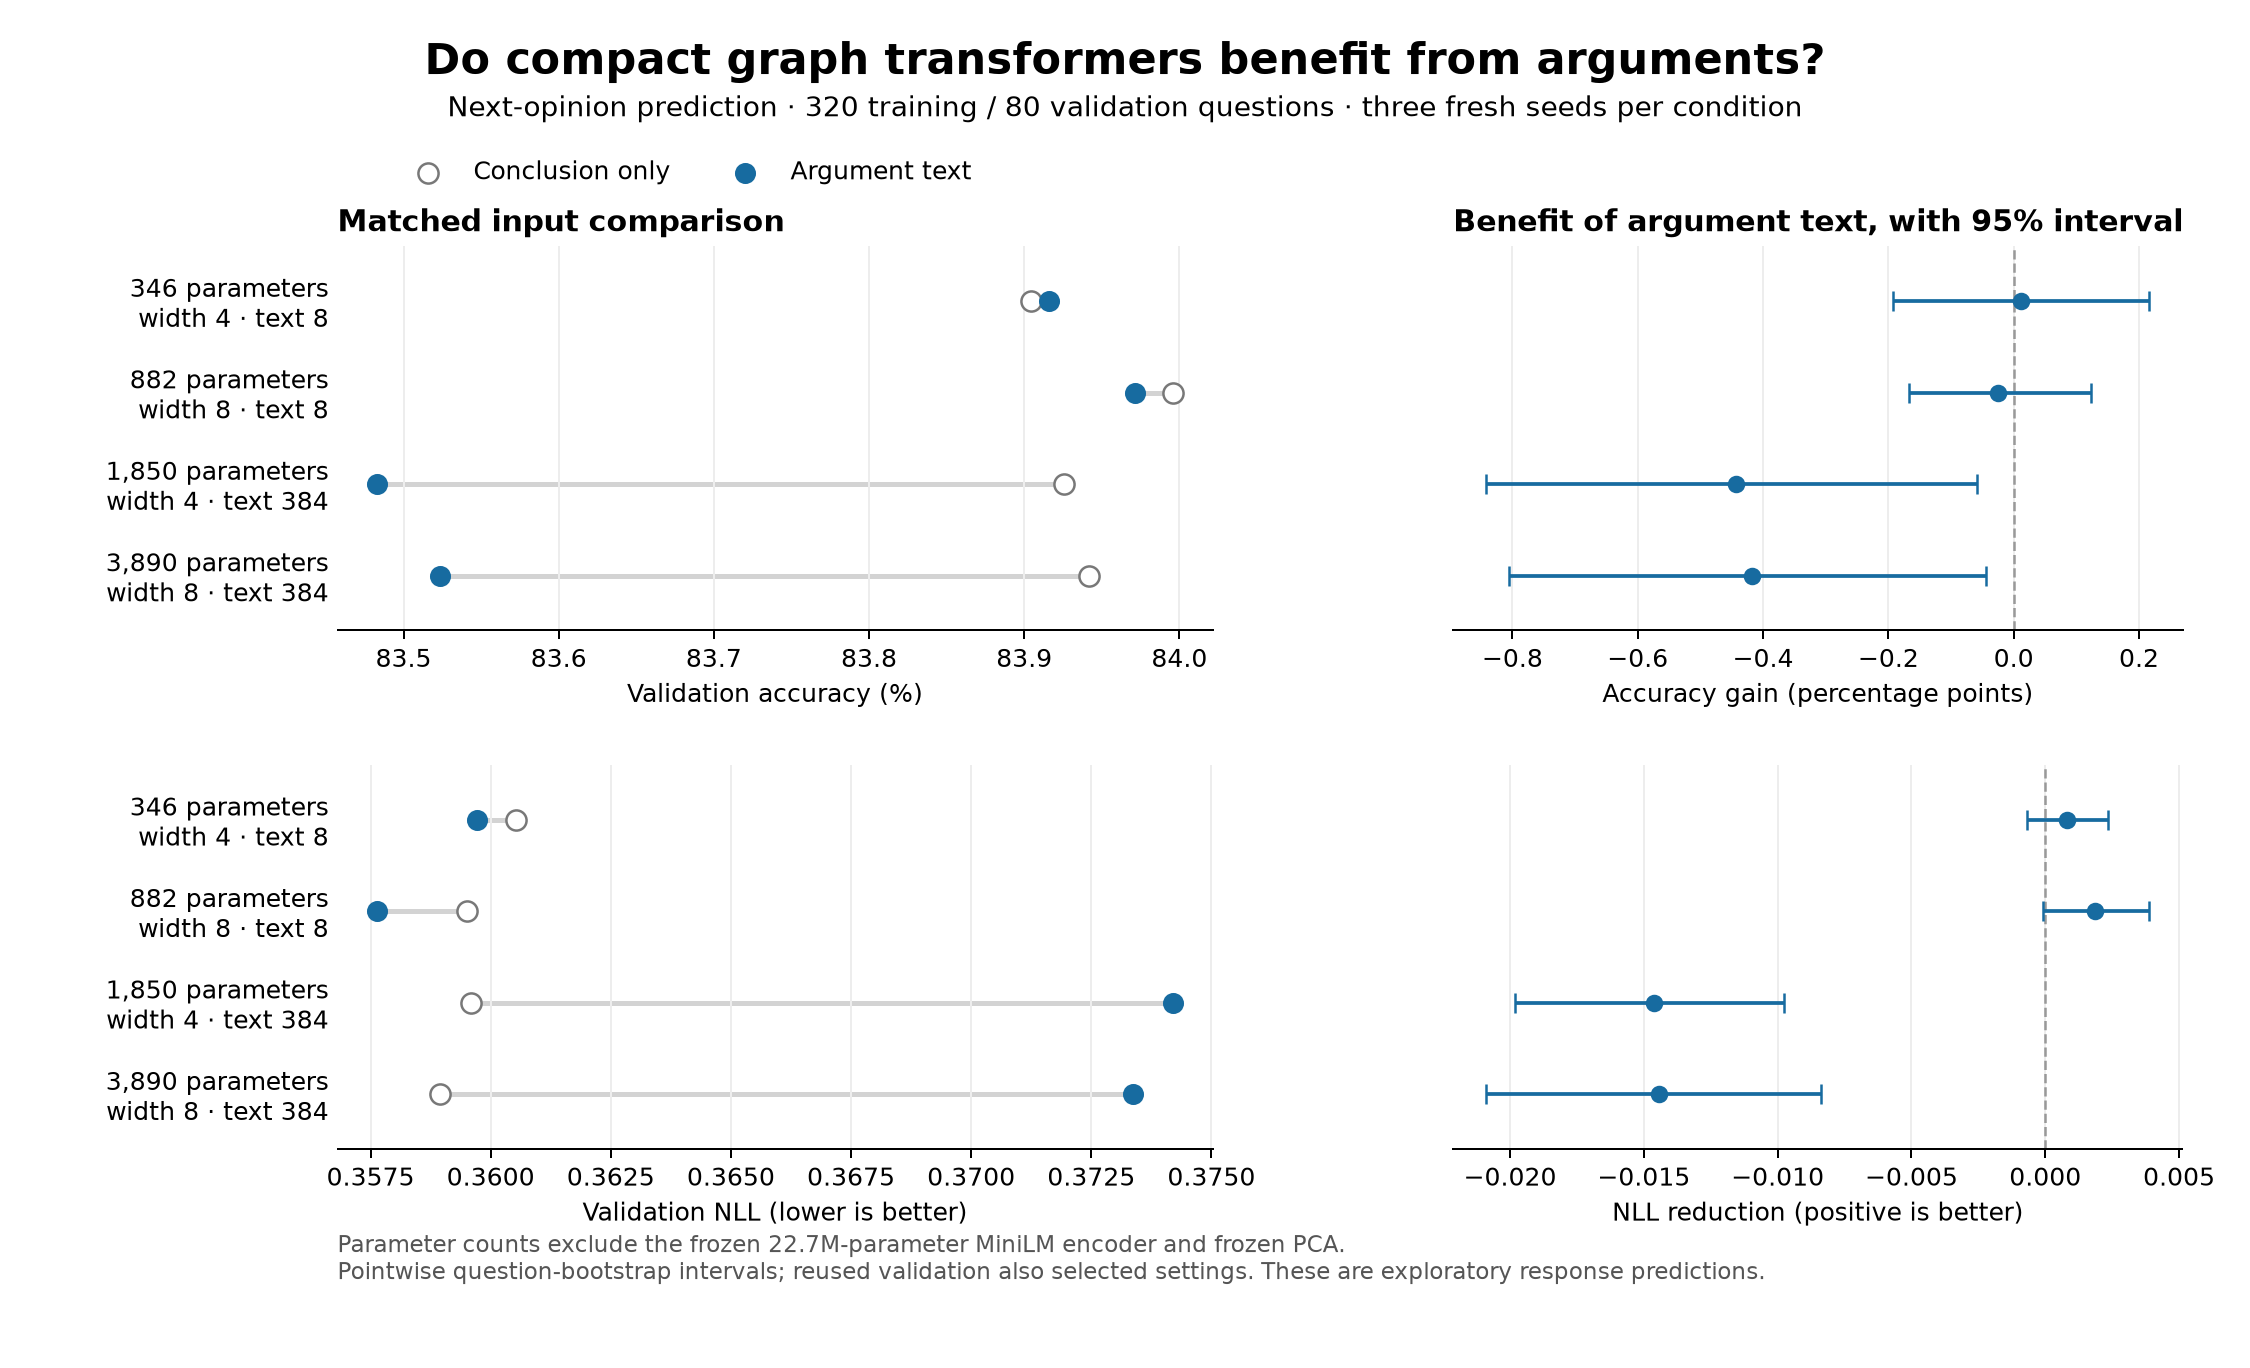 Do compact graph transformers benefit from arguments?
Next-opinion prediction · 320 training / 80 validation questions · three fresh seeds per condition
Conclusion only
Argument text
Matched input comparison
346 parameters
width 4 · text 8
882 parameters
width 8 · text 8
1,850 parameters
width 4 · text 384
3,890 parameters
width 8 · text 384
83.5 83.6 83.7 83.8 83.9 84.0
Validation accuracy (%)
Benefit of argument text, with 95% interval
−0.8 −0.6 −0.4 −0.2 0.0 0.2
Accuracy gain (percentage points)
346 parameters
width 4 · text 8
882 parameters
width 8 · text 8
1,850 parameters
width 4 · text 384
3,890 parameters
width 8 · text 384
0.3575 0.3600 0.3625 0.3650 0.3675 0.3700 0.3725 0.3750
Validation NLL (lower is better)
−0.020 −0.015 −0.010 −0.005 0.000 0.005
NLL reduction (positive is better)
Parameter counts exclude the frozen 22.7M-parameter MiniLM encoder and frozen PCA.
Pointwise question-bootstrap intervals; reused validation also selected settings. These are exploratory response predictions.